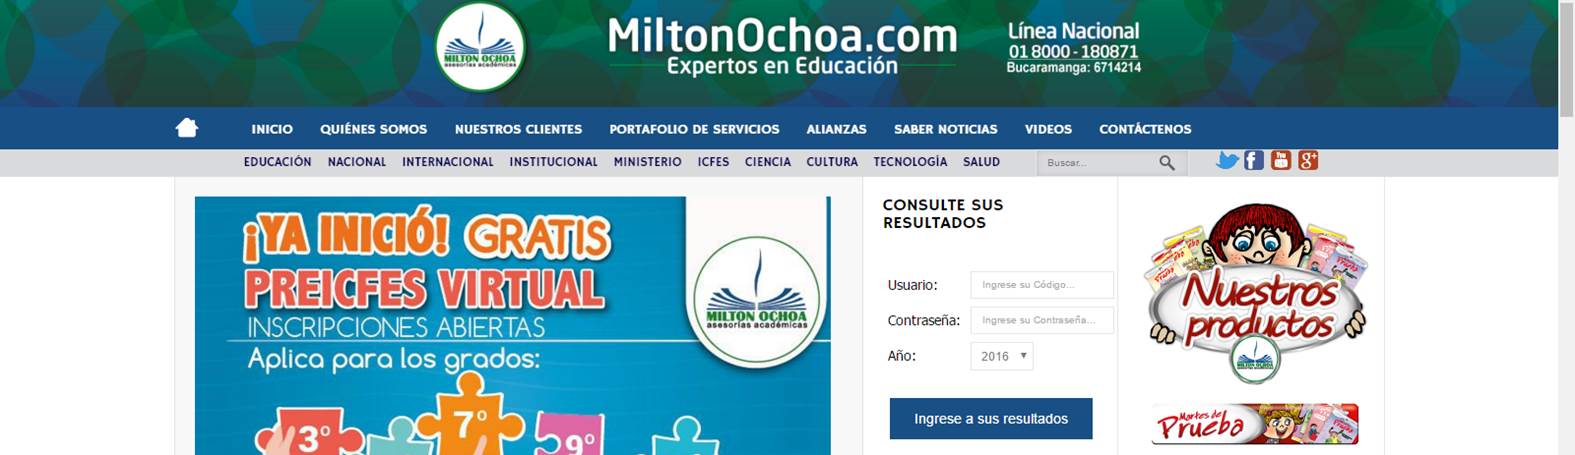 MILTON OCHOA
asesorías académicas
MiltonOchoa.com
Expertos en Educación
Línea Nacional
01 8000 - 180871
Bucaramanga: 6714214
INICIO QUIÉNES SOMOS NUESTROS CLIENTES PORTAFOLIO DE SERVICIOS ALIANZAS SABER NOTICIAS VIDEOS CONTÁCTENOS
EDUCACIÓN NACIONAL INTERNACIONAL INSTITUCIONAL MINISTERIO ICFES CIENCIA CULTURA TECNOLOGÍA SALUD
Buscar...
¡YA INICIÓ! GRATIS
PREICFES VIRTUAL
INSCRIPCIONES ABIERTAS
Aplica para los grados:
3º
7º
9º
MILTON OCHOA
asesorías académicas
CONSULTE SUS
RESULTADOS
Usuario: Ingrese su Código...
Contraseña: Ingrese su Contraseña...
Año: 2016
Ingrese a sus resultados
Nuestros
productos
MILTON OCHOA
Martes de
Prueba